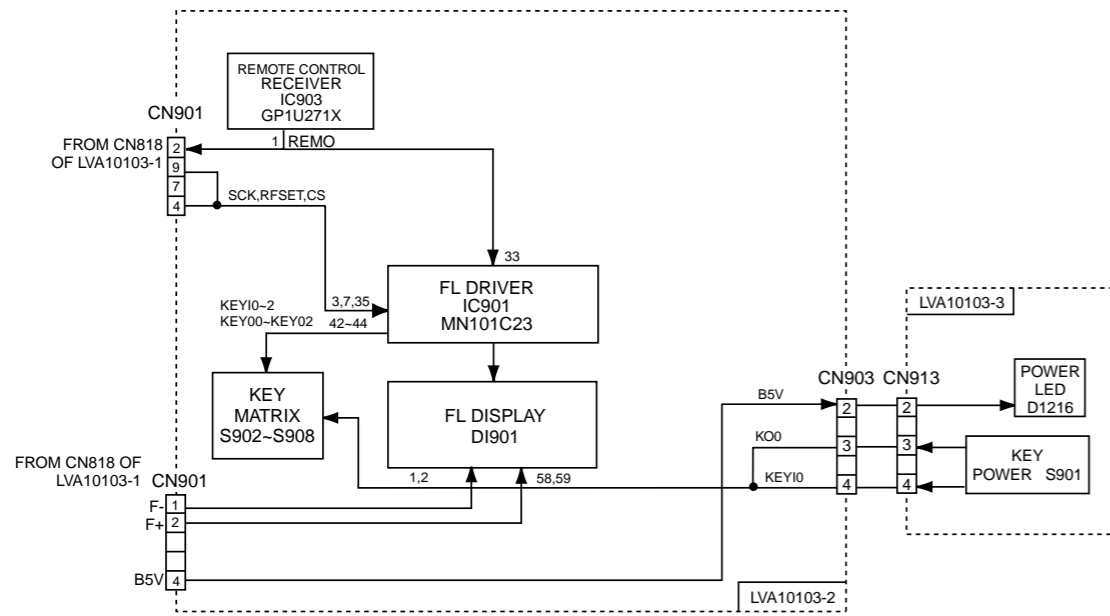 REMOTE CONTROL
RECEIVER
IC903
GP1U271X
CN901
FROM CN818
OF LVA10103-1
2
9
7
4
1
REMO
SCK,RFSET,CS
33
FL DRIVER
IC901
MN101C23
3,7,35
KEYI0~2
KEY00~KEY02
42~44
KEY
MATRIX
S902~S908
FL DISPLAY
DI901
1,2
58,59
FROM CN818 OF
LVA10103-1
CN901
F-
1
F+
2
B5V
4
B5V
KO0
KEYI0
CN903
2
3
4
CN913
2
3
4
LVA10103-3
POWER
LED
D1216
KEY
POWER S901
LVA10103-2